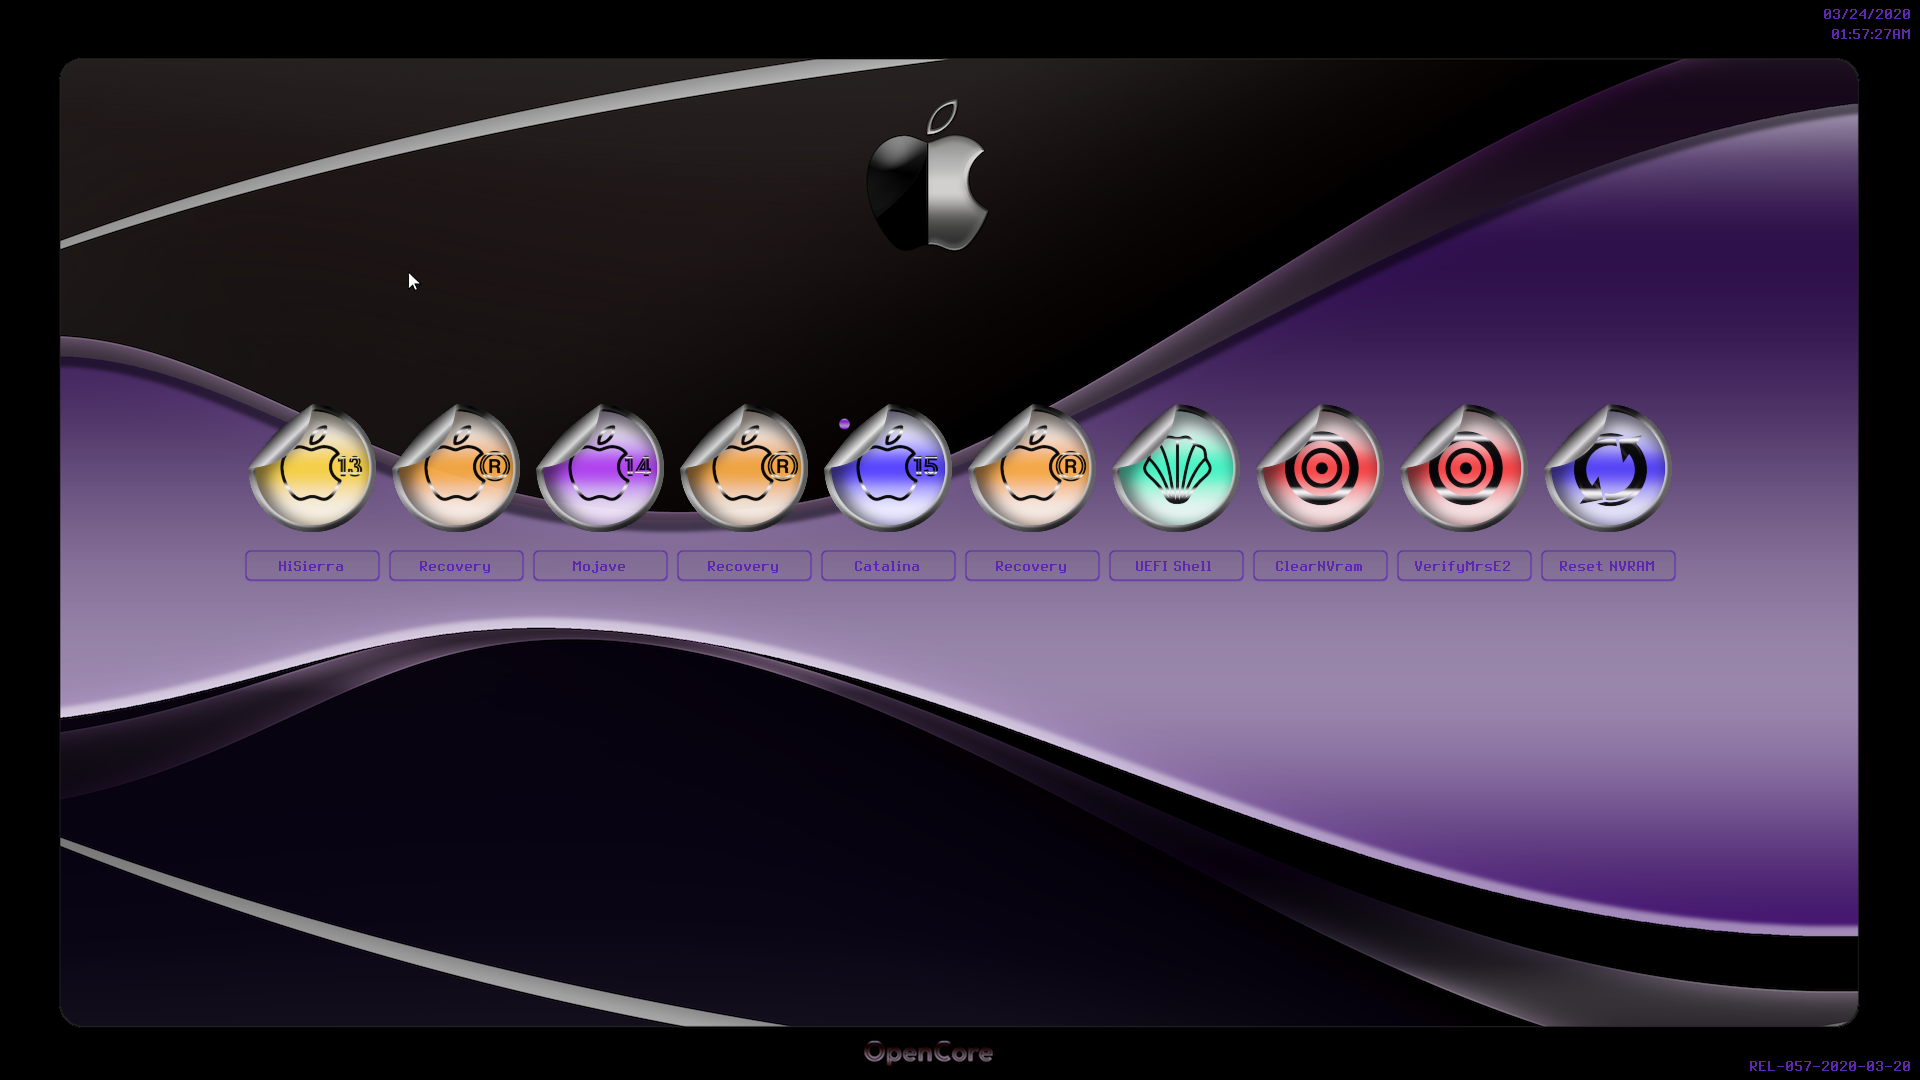 03/24/2020
01:57:27AM
13 R 14 R 15 R
HiSierra Recovery Mojave Recovery Catalina Recovery UEFI Shell ClearNVram VerifyMrsE2 Reset NVRAM
OpenCore
REL-057-2020-03-20